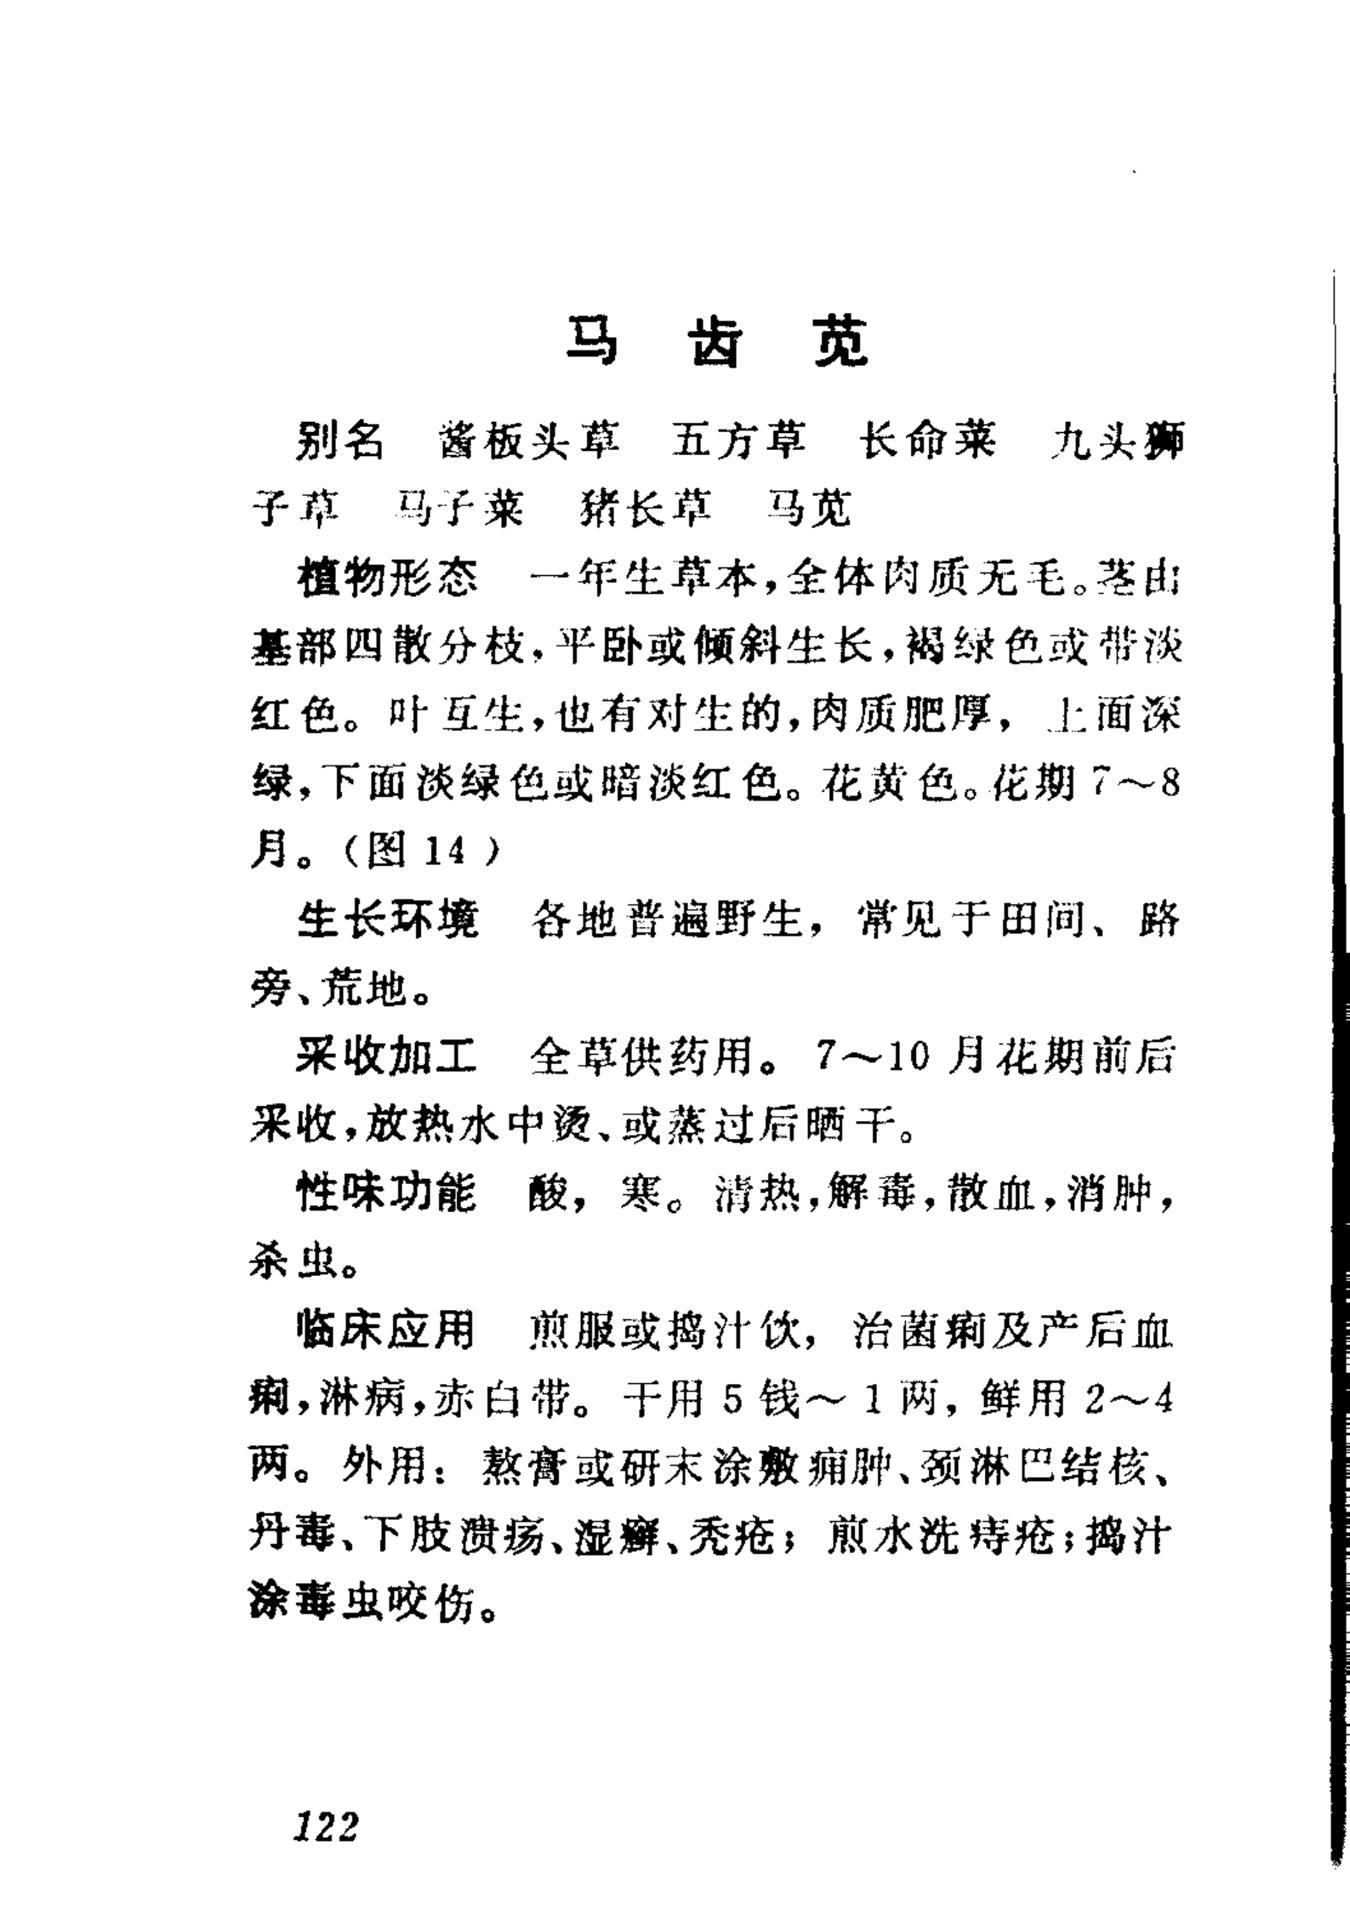 马齿苋
别名 酱板头草 五方草 长命菜 九头狮
子草 马子菜 猪长草 马苋
植物形态 一年生草本,全体肉质无毛。茎由
基部四散分枝,平卧或倾斜生长,褐绿色或带淡
红色。叶互生,也有对生的,肉质肥厚,上面深
绿,下面淡绿色或暗淡红色。花黄色。花期7～8
月。(图14)
生长环境 各地普遍野生,常见于田间、路
旁、荒地。
采收加工 全草供药用。7～10月花期前后
采收,放热水中烫、或蒸过后晒干。
性味功能 酸,寒。清热,解毒,散血,消肿,
杀虫。
临床应用 煎服或捣汁饮,治菌痢及产后血
痢,淋病,赤白带。干用5钱～1两,鲜用2～4
两。外用:熬膏或研末涂敷痈肿、颈淋巴结核、
丹毒、下肢溃疡、湿癣、秃疮;煎水洗痔疮;捣汁
涂毒虫咬伤。
122